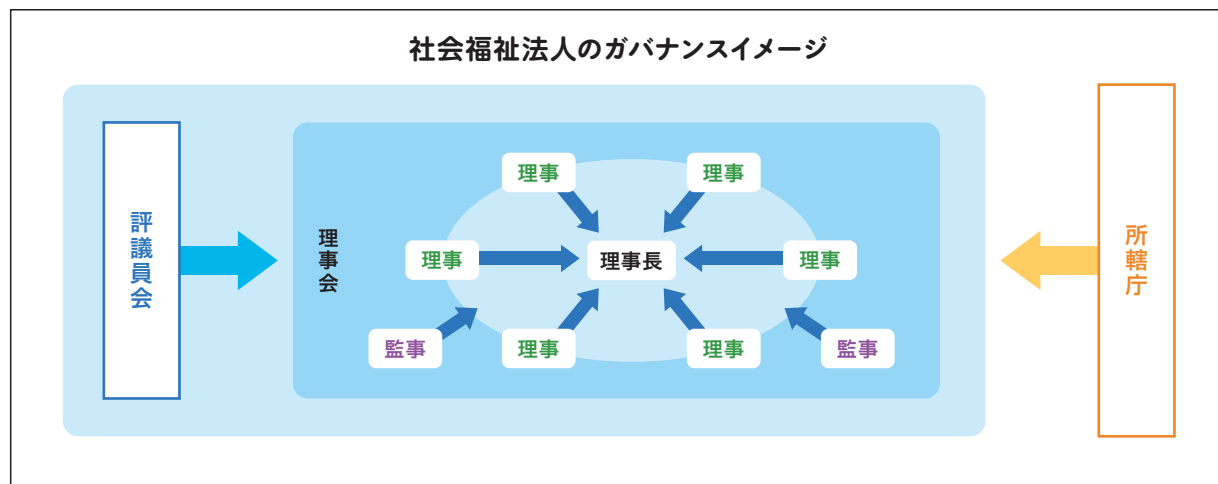 社会福祉法人のガバナンスイメージ
評議員会
理事会
理事
理事
理事
理事長
理事
監事
理事
理事
監事
所轄庁